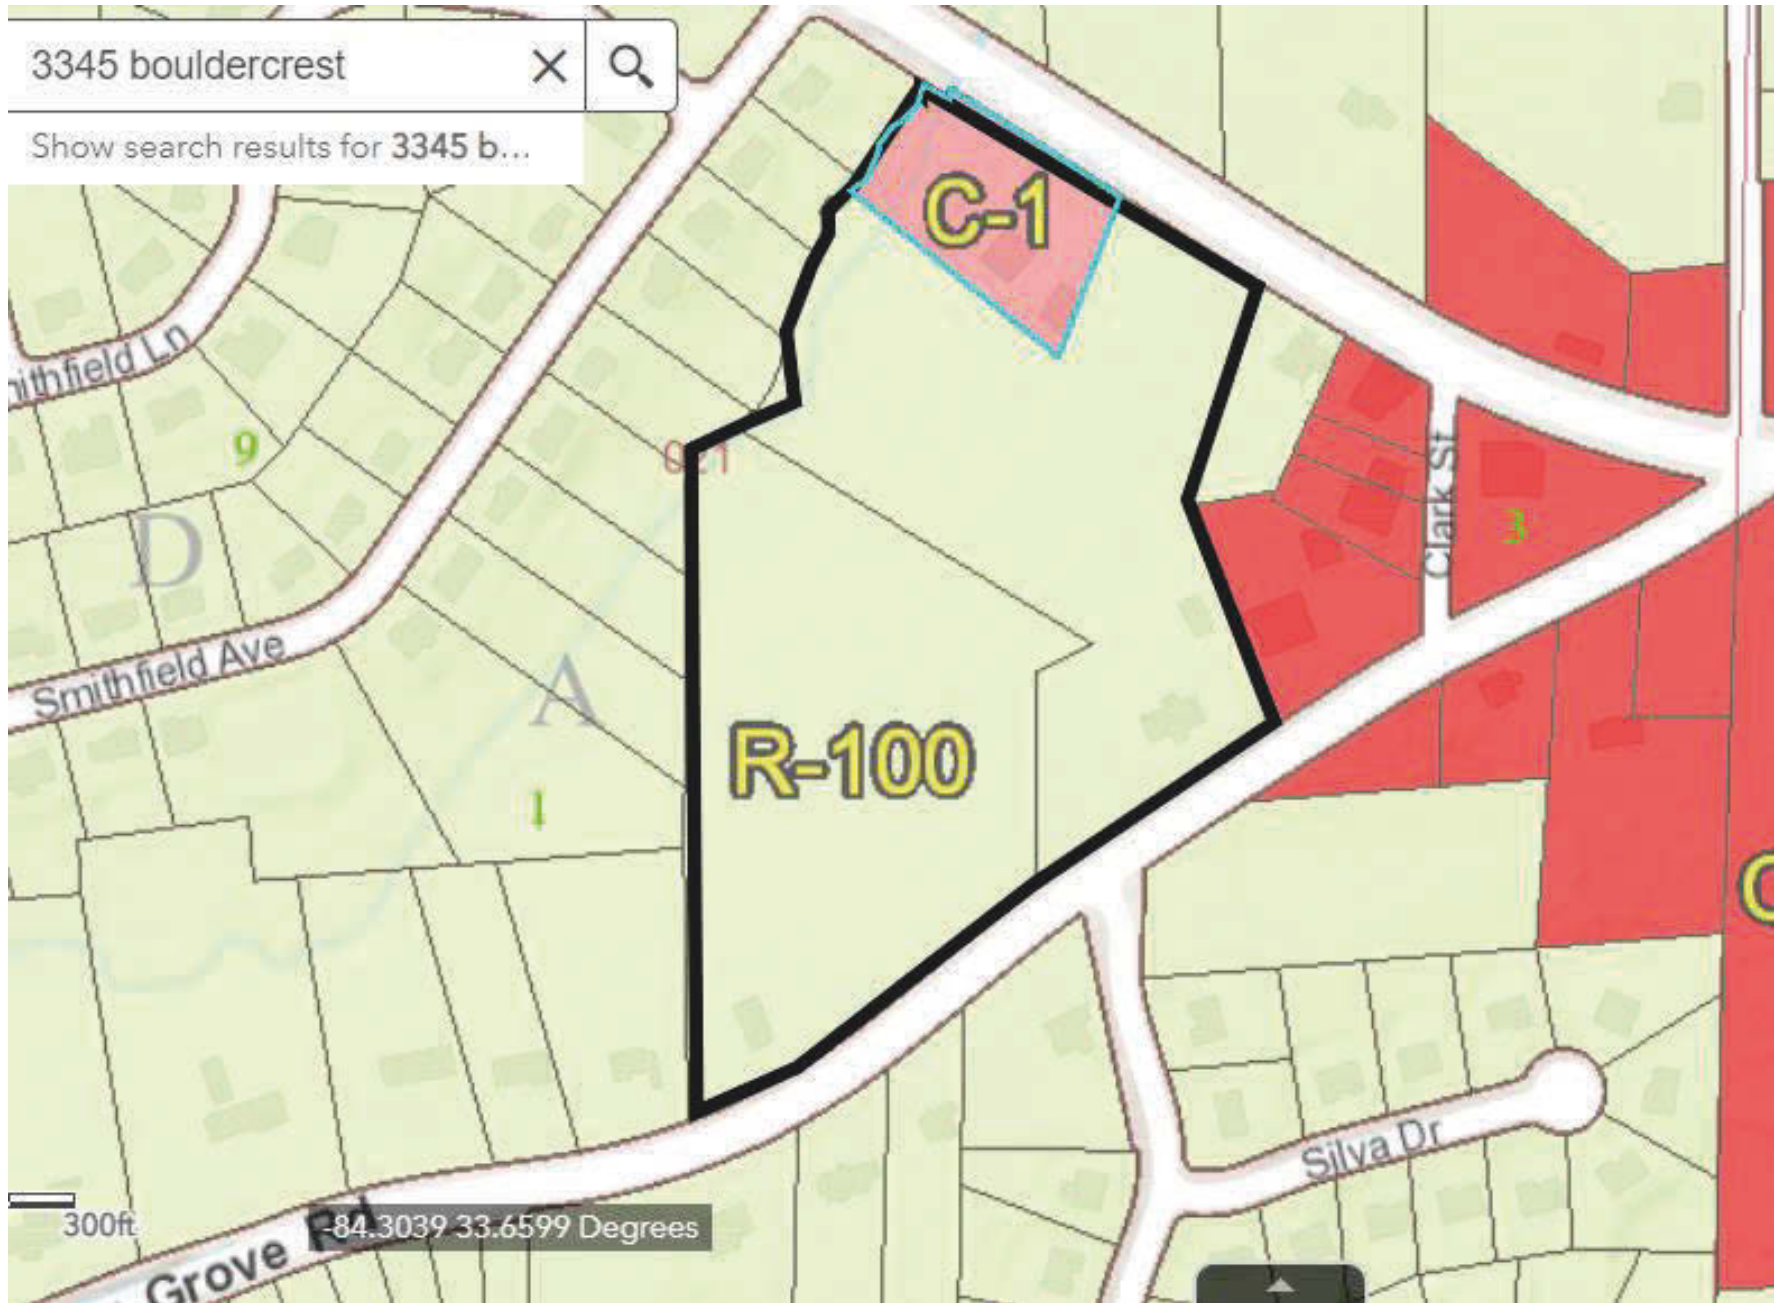 3345 bouldercrest
Show search results for 3345 b...
C-1
Ln
9
D
Clark St
3
Smithfield Ave
A
R-100
1
Silva Dr
300ft
-84.3039 33.6599 Degrees
Grove Rd